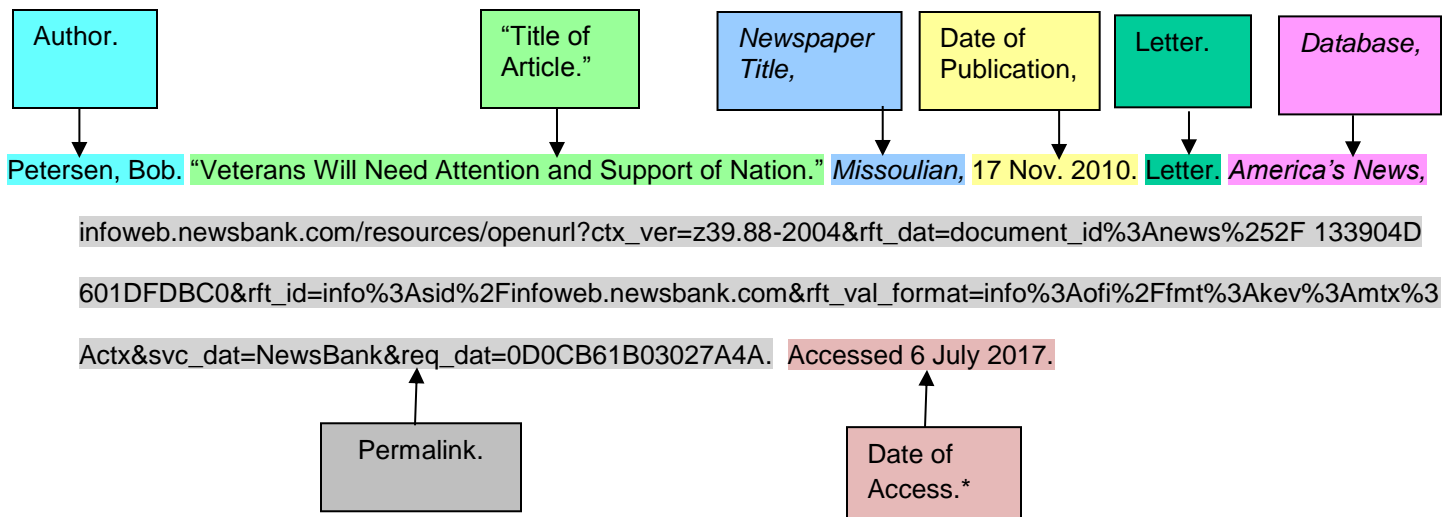 Author.
“Title of
Article.”
Newspaper
Title,
Date of
Publication,
Letter.
Database,
Petersen, Bob. “Veterans Will Need Attention and Support of Nation.” Missoulian, 17 Nov. 2010. Letter. America’s News,
infoweb.newsbank.com/resources/openurl?ctx_ver=z39.88-2004&rft_dat=document_id%3Anews%252F 133904D
601DFDBC0&rft_id=info%3Asid%2Finfoweb.newsbank.com&rft_val_format=info%3Aofi%2Ffmt%3Akev%3Amtx%3
Actx&svc_dat=NewsBank&req_dat=0D0CB61B03027A4A. Accessed 6 July 2017.
Permalink.
Date of
Access.*